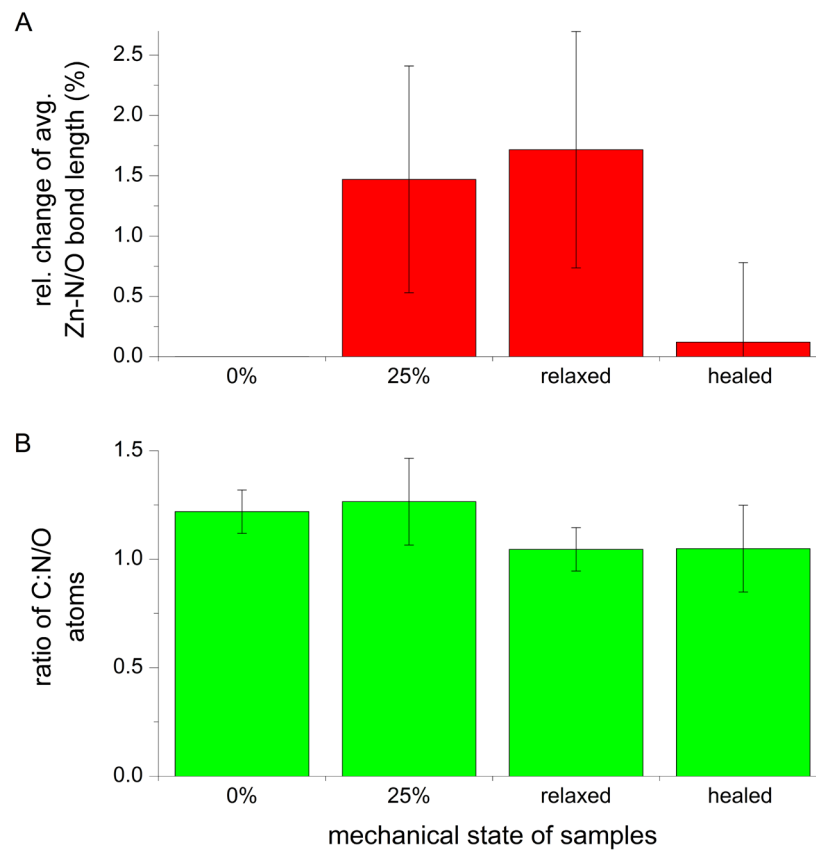 A
rel. change of avg.
Zn-N/O bond length (%)
2.5
2.0
1.5
1.0
0.5
0.0
0%
25%
relaxed
healed
B
ratio of C:N/O
atoms
1.5
1.0
0.5
0.0
0%
25%
relaxed
healed
mechanical state of samples